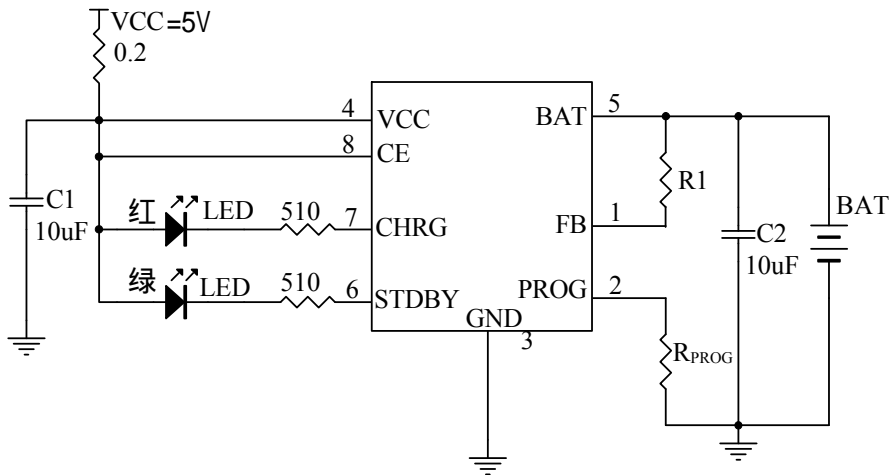 VCC=5V
0.2
4
VCC
8
CE
BAT
5
C1
10uF
红
LED
510
7
CHRG
FB
1
R1
C2
10uF
BAT
绿
LED
510
6
STDBY
PROG
2
GND
3
RPROG